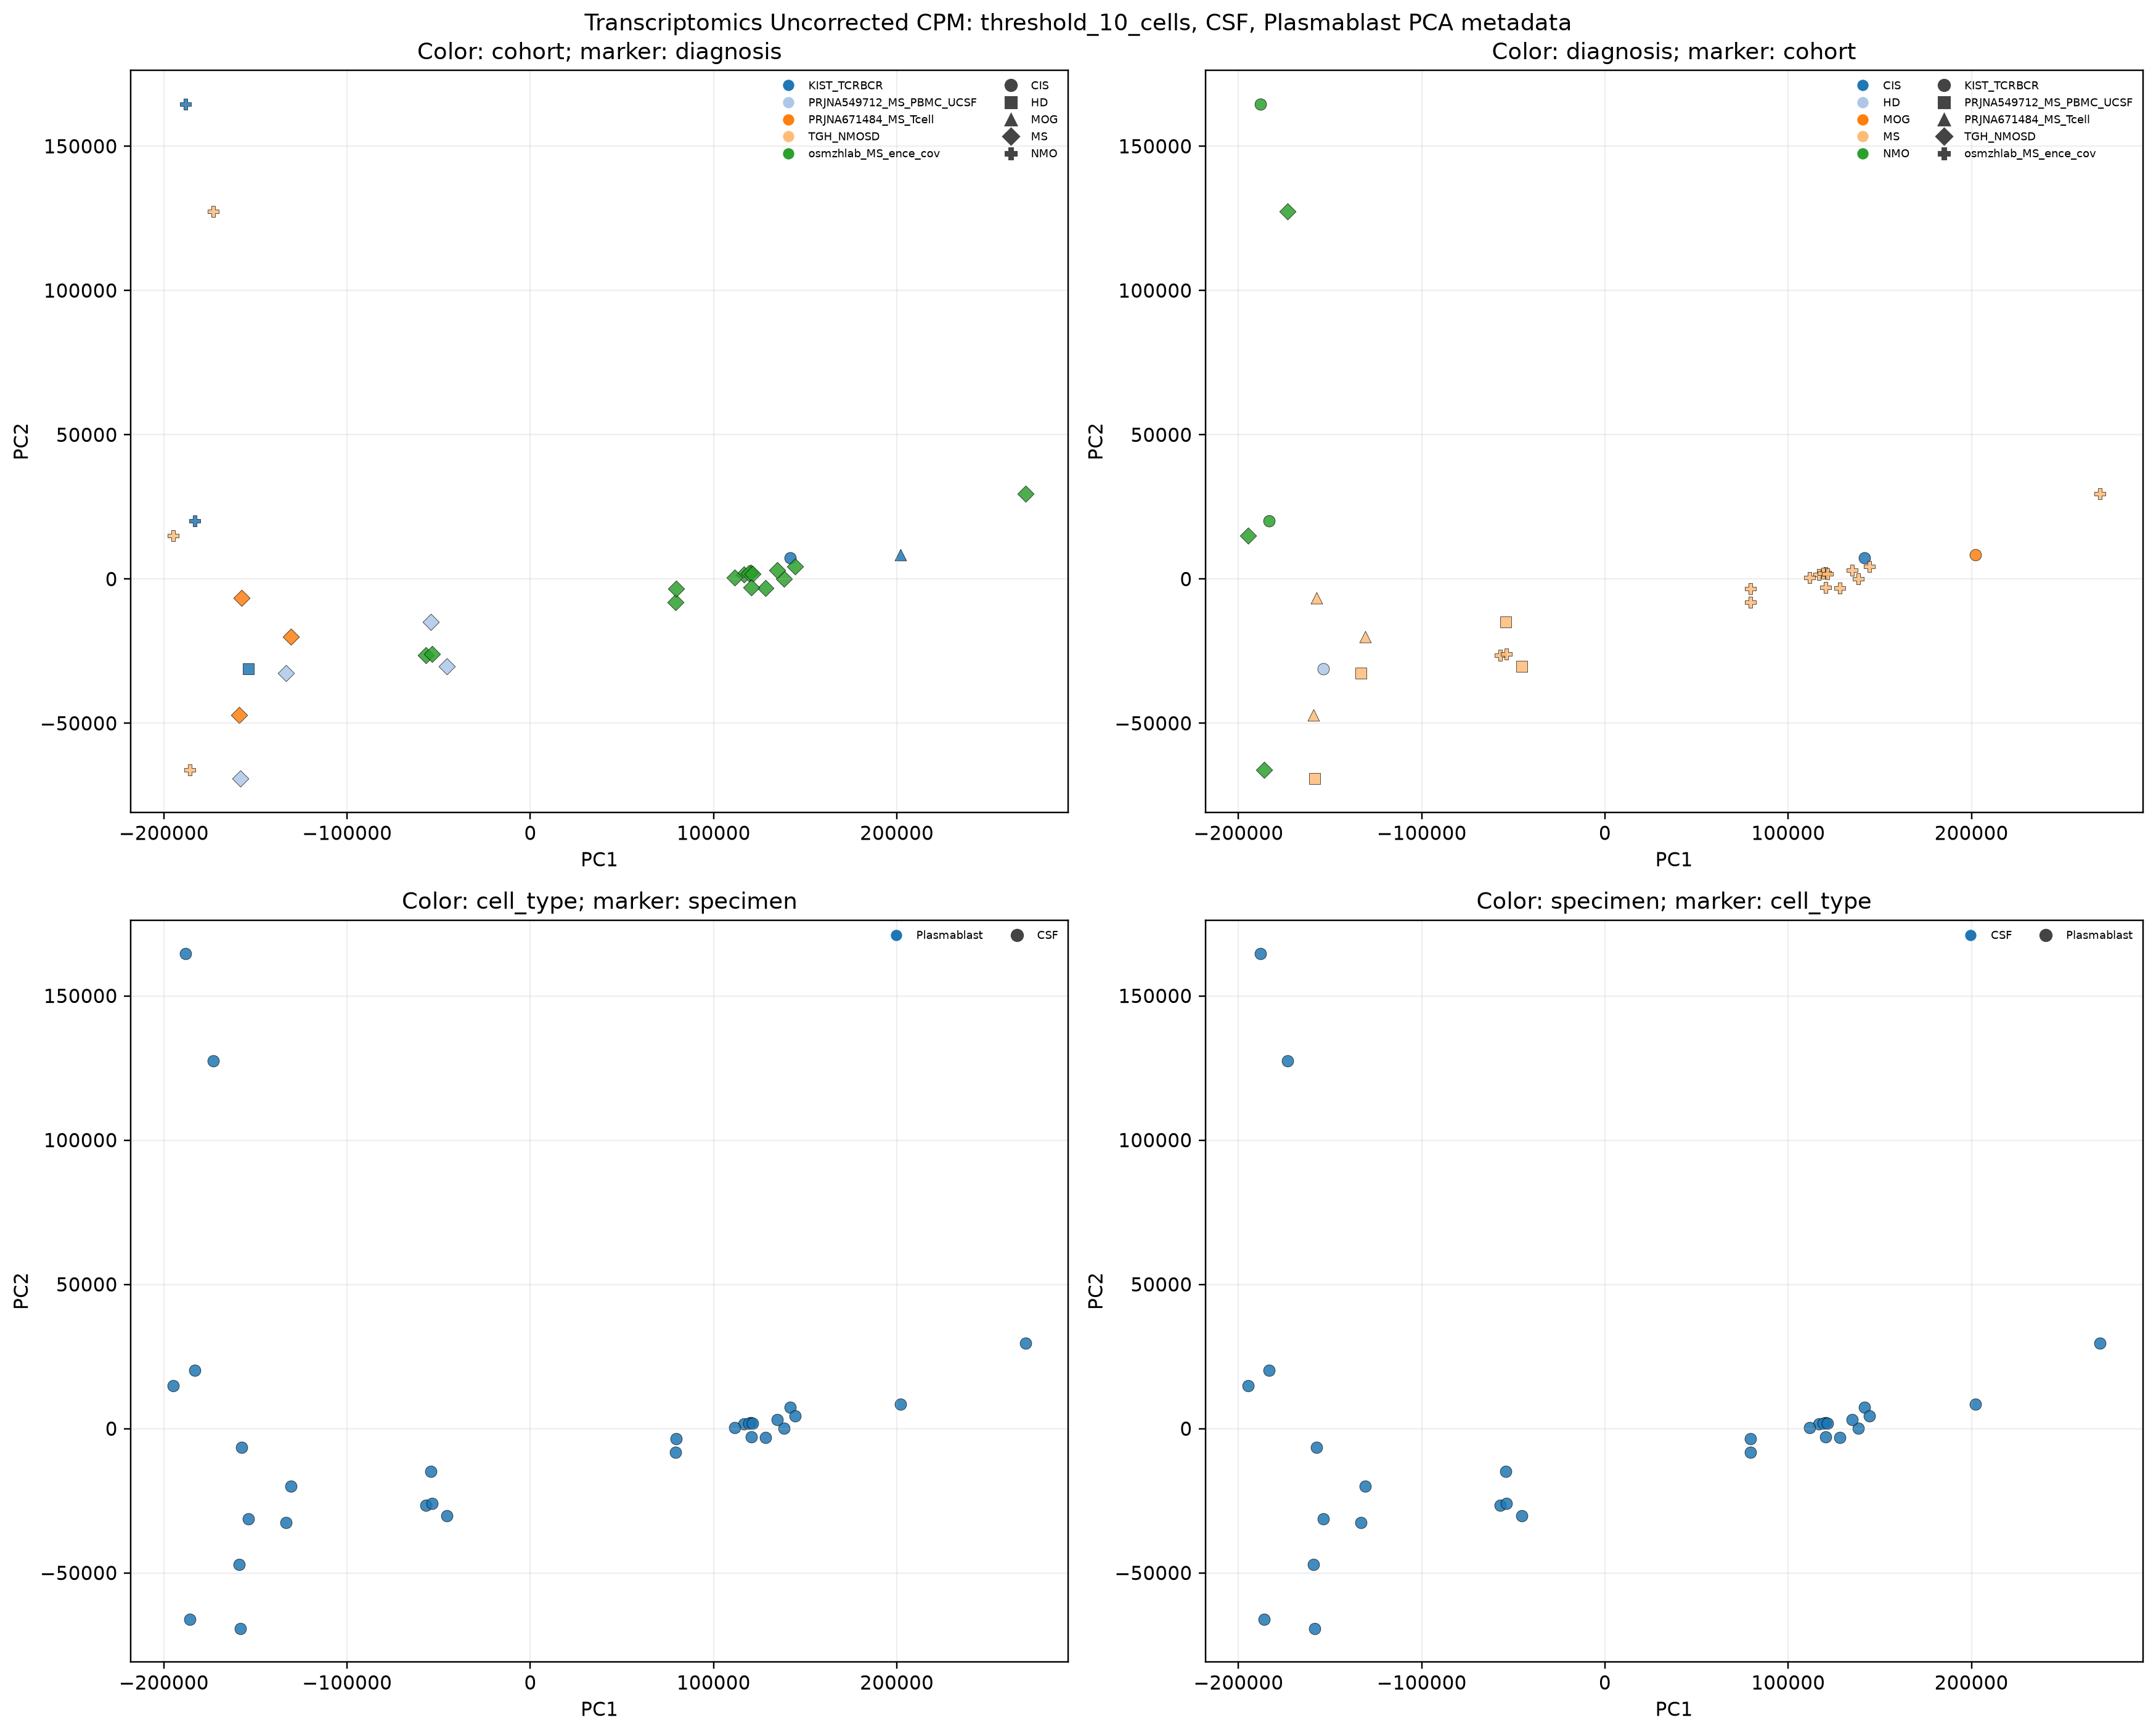 Transcriptomics Uncorrected CPM: threshold_10_cells, CSF, Plasmablast PCA metadata
Color: cohort; marker: diagnosis
KIST_TCRBCR
PRJNA549712_MS_PBMC_UCSF
PRJNA671484_MS_Tcell
TGH_NMOSD
osmzhlab_MS_ence_cov
CIS
HD
MOG
MS
NMO
150000
100000
50000
0
−50000
PC2
−200000 −100000 0 100000 200000
PC1
Color: diagnosis; marker: cohort
CIS
HD
MOG
MS
NMO
KIST_TCRBCR
PRJNA549712_MS_PBMC_UCSF
PRJNA671484_MS_Tcell
TGH_NMOSD
osmzhlab_MS_ence_cov
150000
100000
50000
0
−50000
PC2
−200000 −100000 0 100000 200000
PC1
Color: cell_type; marker: specimen
Plasmablast
CSF
150000
100000
50000
0
−50000
PC2
−200000 −100000 0 100000 200000
PC1
Color: specimen; marker: cell_type
CSF
Plasmablast
150000
100000
50000
0
−50000
PC2
−200000 −100000 0 100000 200000
PC1